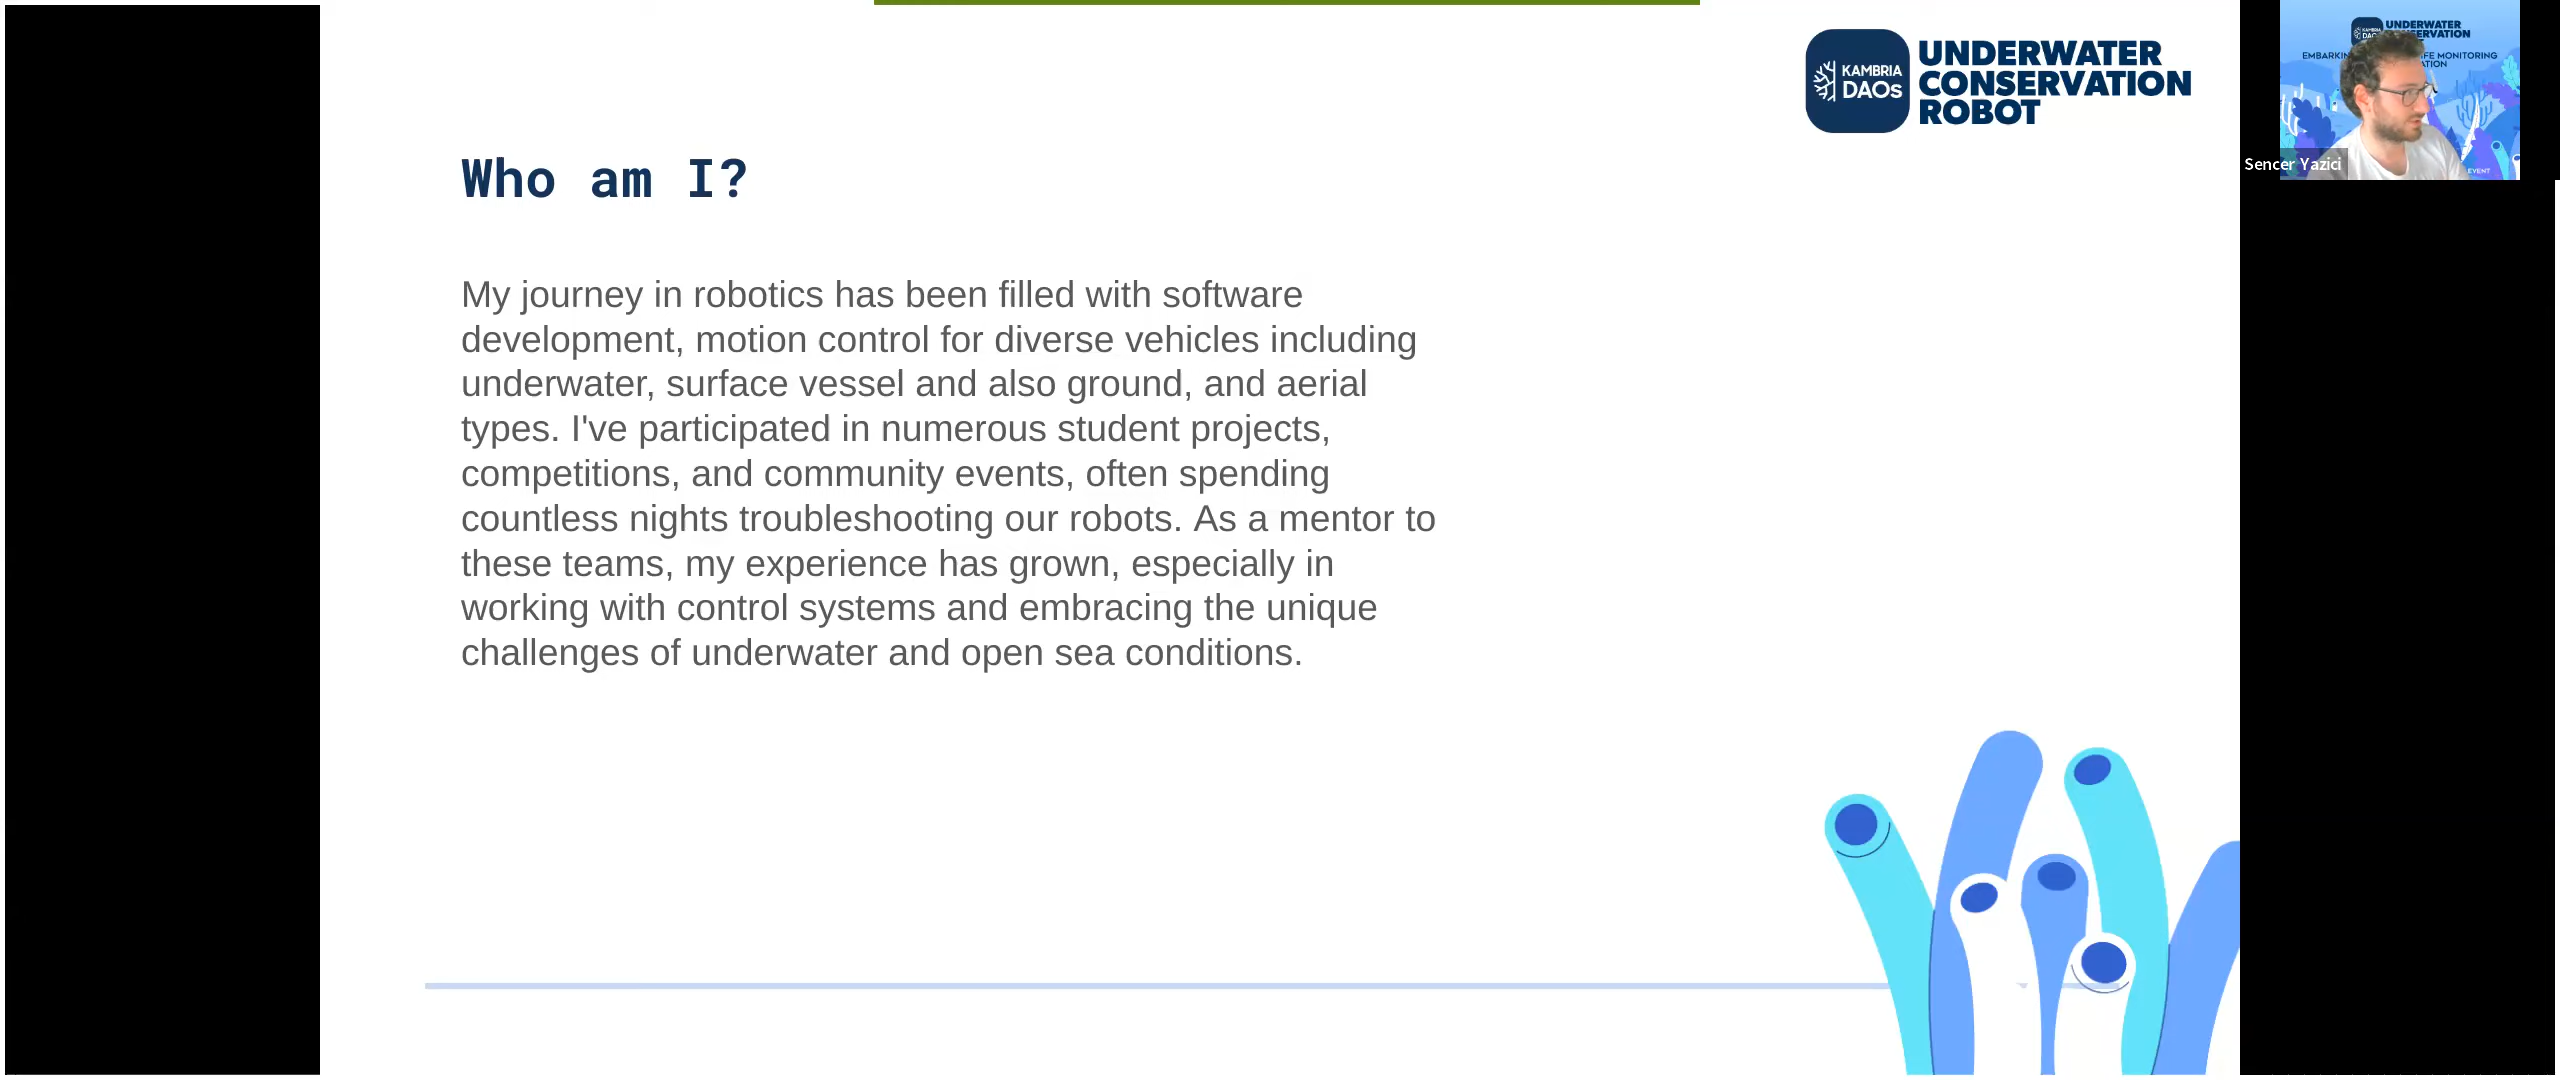 KAMBRIA
DAOs
UNDERWATER
CONSERVATION
ROBOT
Who am I?
My journey in robotics has been filled with software
development, motion control for diverse vehicles including
underwater, surface vessel and also ground, and aerial
types. I've participated in numerous student projects,
competitions, and community events, often spending
countless nights troubleshooting our robots. As a mentor to
these teams, my experience has grown, especially in
working with control systems and embracing the unique
challenges of underwater and open sea conditions.
UNDERWATER
MONITORING
Sencer Yazici
EVENT